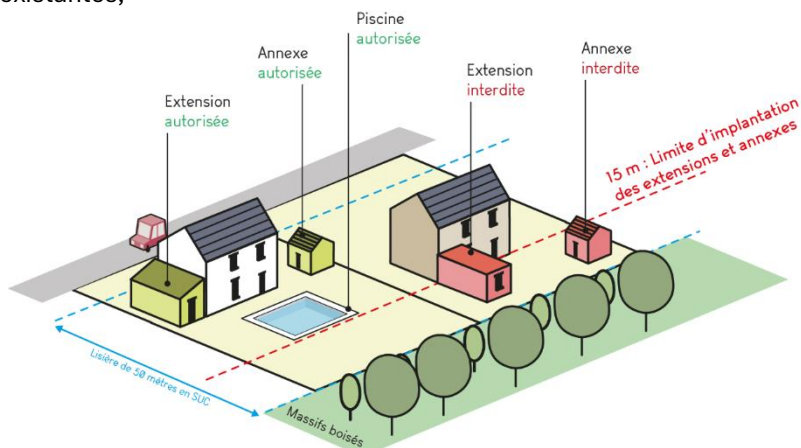 existantes,
Piscine
autorisée
Annexe
autorisée
Extension
interdite
Annexe
interdite
Extension
autorisée
15 m : Limite d'implantation
des extensions et annexes
Lisière de 50 mètres en SUC
Massifs boisés